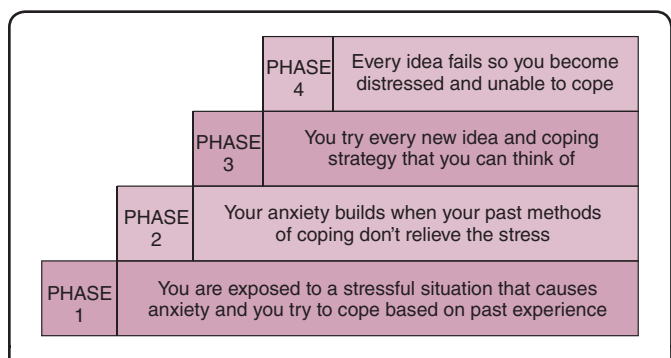 PHASE
4
Every idea fails so you become
distressed and unable to cope
PHASE
3
You try every new idea and coping
strategy that you can think of
PHASE
2
Your anxiety builds when your past methods
of coping don't relieve the stress
PHASE
1
You are exposed to a stressful situation that causes
anxiety and you try to cope based on past experience